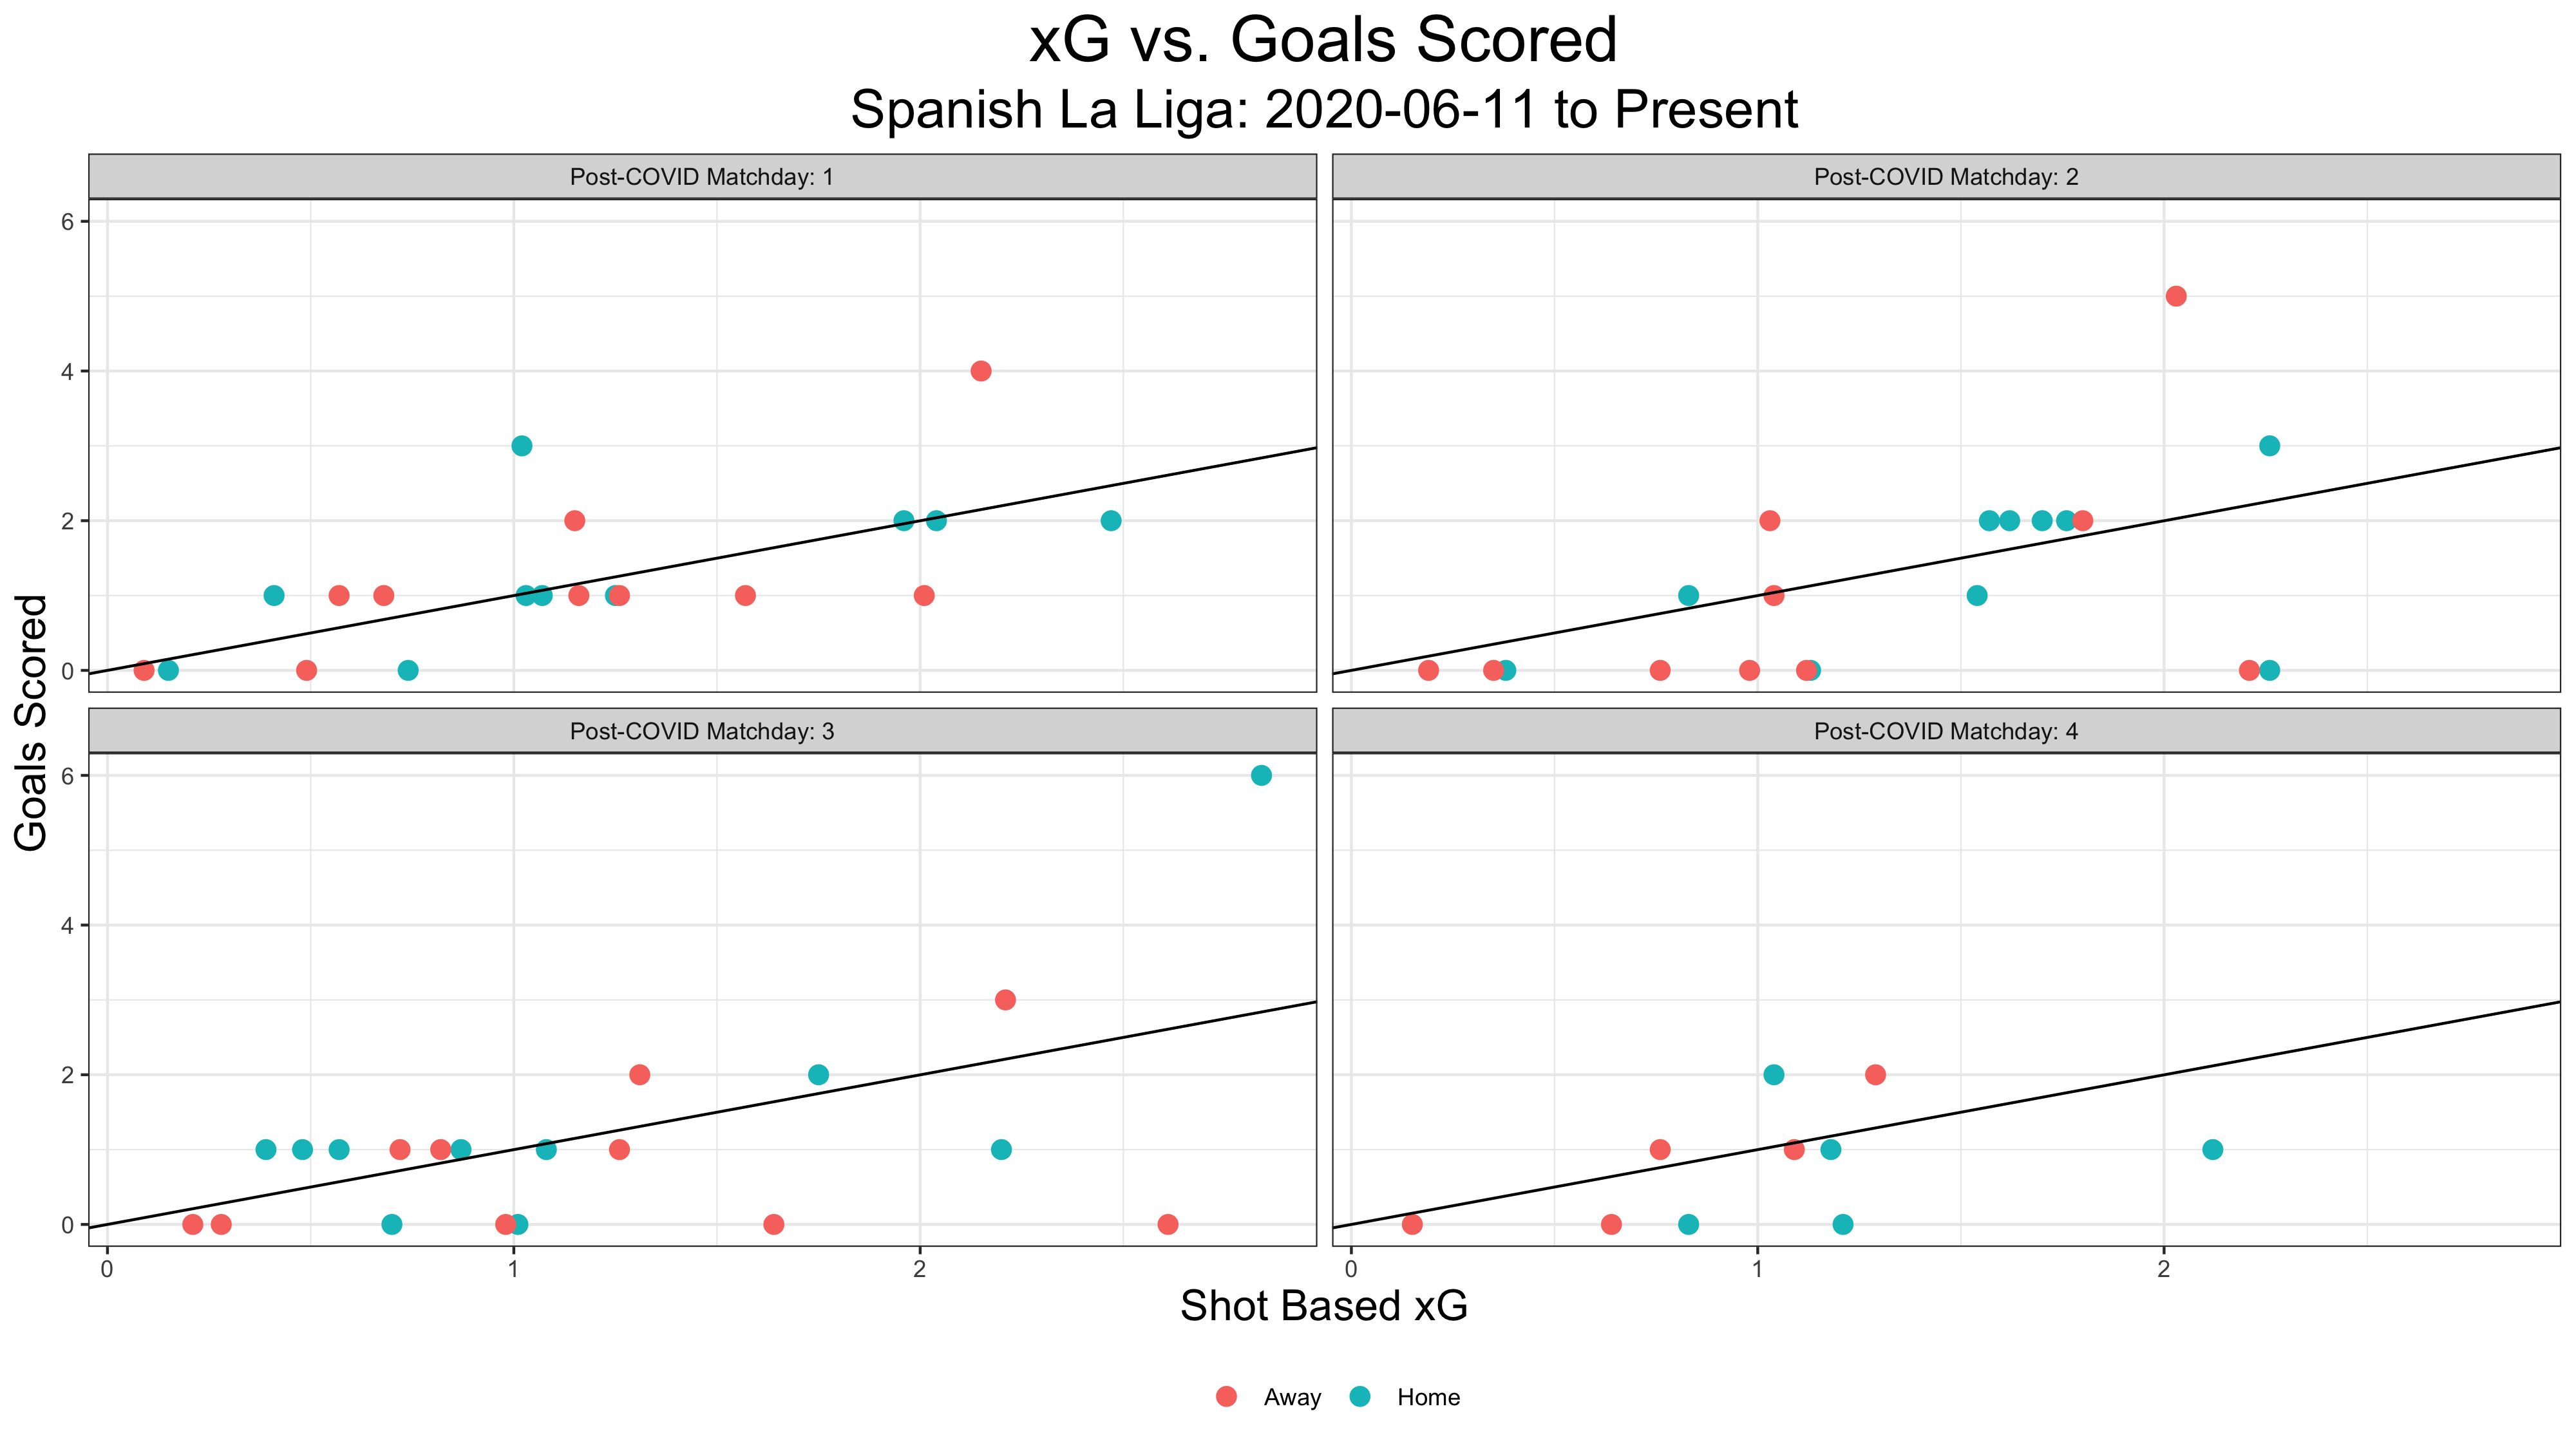 xG vs. Goals Scored
Spanish La Liga: 2020-06-11 to Present
Post-COVID Matchday: 1
Post-COVID Matchday: 2
6
4
2
0
Post-COVID Matchday: 3
Post-COVID Matchday: 4
6
4
2
0
Goals Scored
0 1 2 0 1 2
Shot Based xG
Away Home